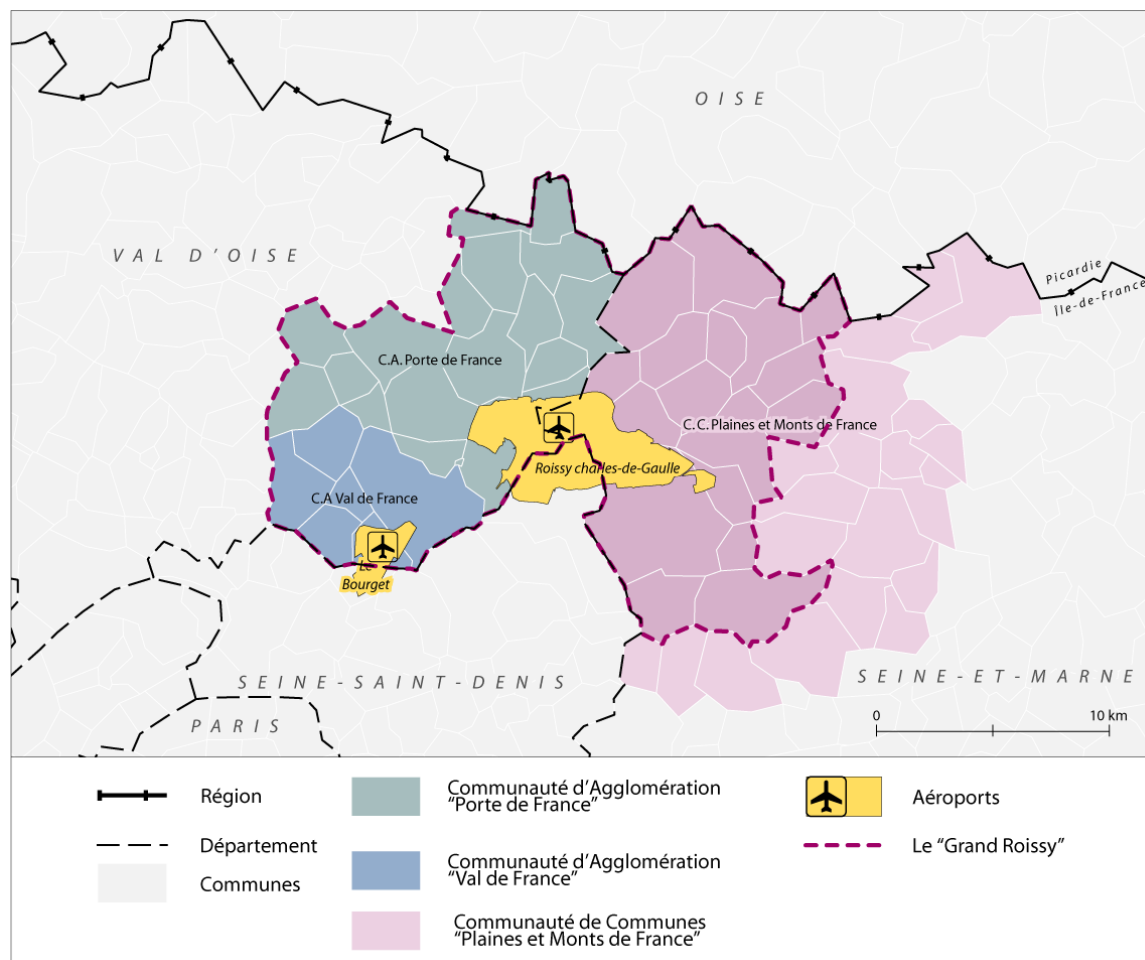 OISE
VAL D’OISE
Picardie
Île-de-France
C.A. Porte de France
C.C. Plaines et Monts de France
Roissy charles-de-Gaulle
C.A Val de France
Le
Bourget
SEINE-SAINT-DENIS
SEINE-ET-MARNE
PARIS
0 10 km
Région
Département
Communes
Communauté d’Agglomération
“Porte de France”
Communauté d’Agglomération
“Val de France”
Communauté de Communes
“Plaines et Monts de France”
Aéroports
Le “Grand Roissy”